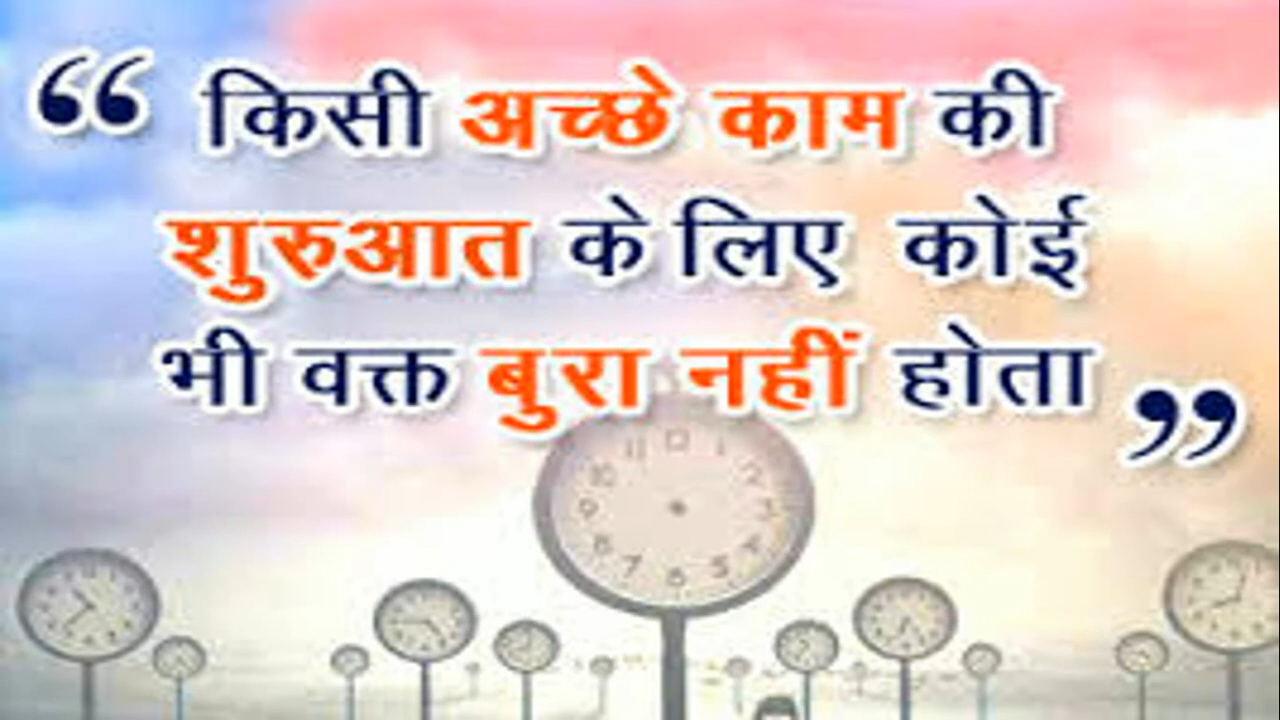 “ किसी अच्छे काम की
शुरुआत के लिए कोई
भी वक्त बुरा नहीं होता ”